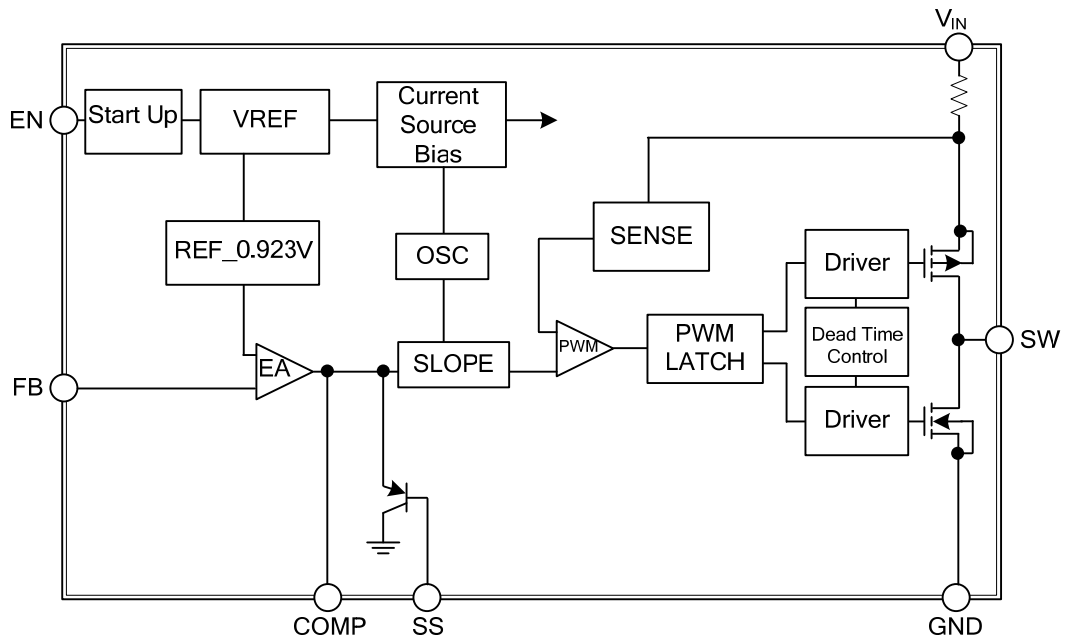 VIN
EN
Start Up
VREF
Current
Source
Bias
REF_0.923V
OSC
SENSE
Driver
PWM
PWM
LATCH
Dead Time
Control
SW
EA
SLOPE
FB
Driver
COMP
SS
GND